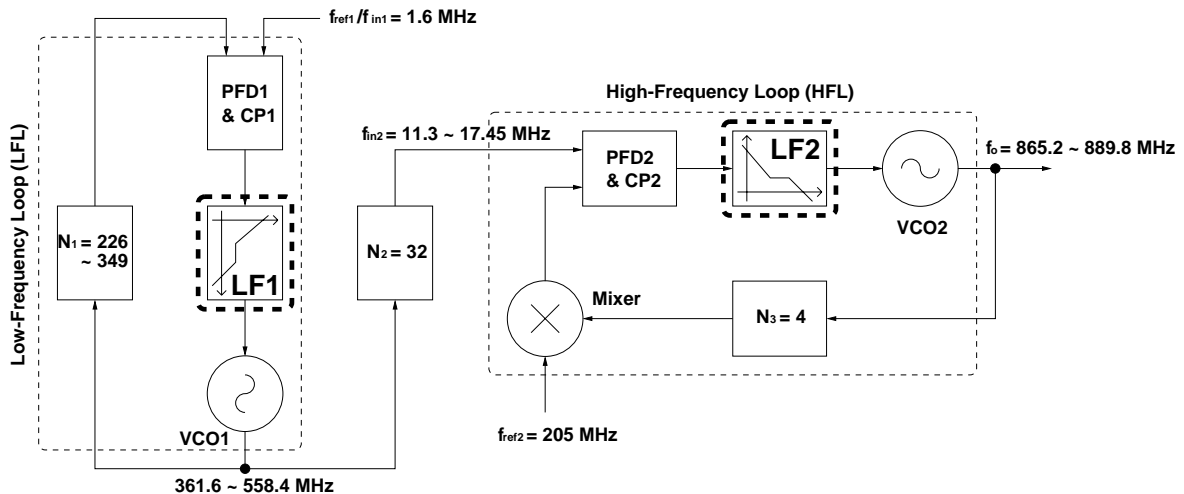 fref1/fin1 = 1.6 MHz
Low-Frequency Loop (LFL)
PFD1
& CP1
N1 = 226
~ 349
LF1
VCO1
361.6 ~ 558.4 MHz
fin2 = 11.3 ~ 17.45 MHz
N2 = 32
High-Frequency Loop (HFL)
PFD2
& CP2
LF2
VCO2
fo = 865.2 ~ 889.8 MHz
Mixer
N3 = 4
fref2 = 205 MHz